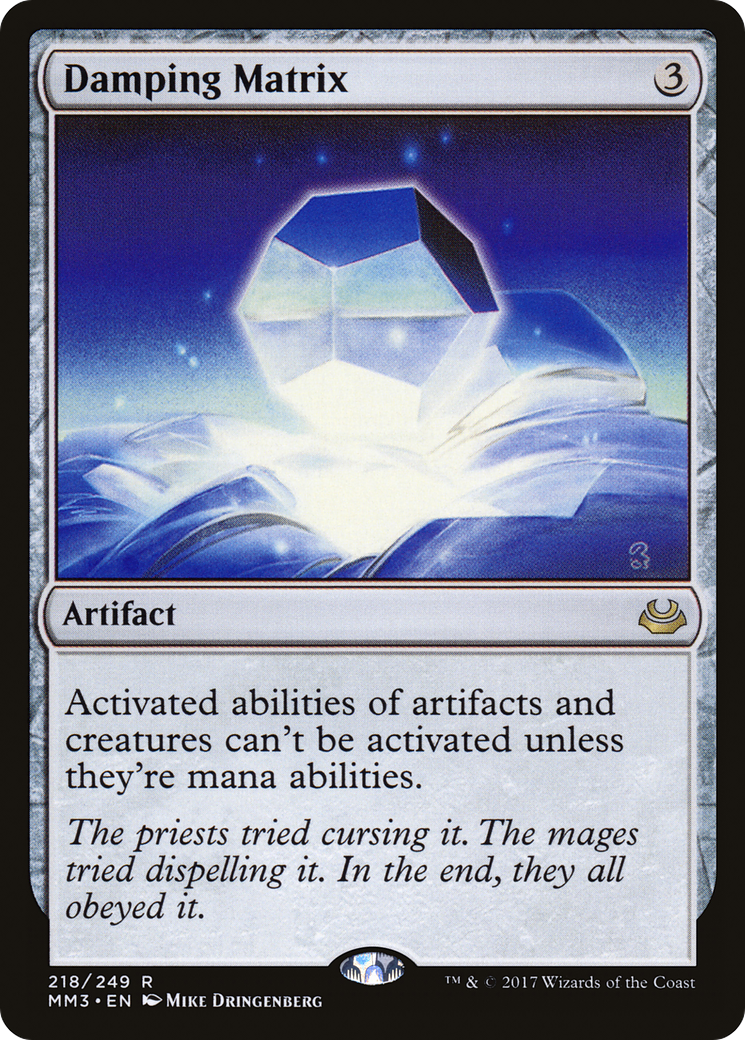 Damping Matrix 3
Artifact
Activated abilities of artifacts and
creatures can't be activated unless
they're mana abilities.
The priests tried cursing it. The mages
tried dispelling it. In the end, they all
obeyed it.
218/249 R
MM3 • EN Mike Dringenberg
™ & © 2017 Wizards of the Coast